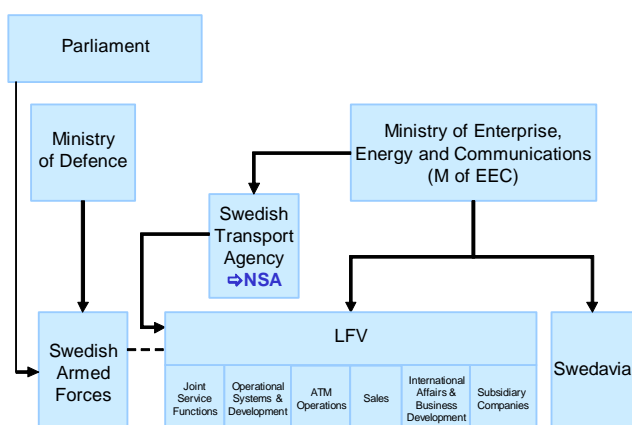 Parliament
Ministry
of Defence
Ministry of Enterprise,
Energy and Communications
(M of EEC)
Swedish
Transport
Agency
⇨NSA
Swedish
Armed
Forces
LFV
Joint
Service
Functions
Operational
Systems &
Development
ATM
Operations
Sales
International
Affairs &
Business
Development
Subsidiary
Companies
Swedavia